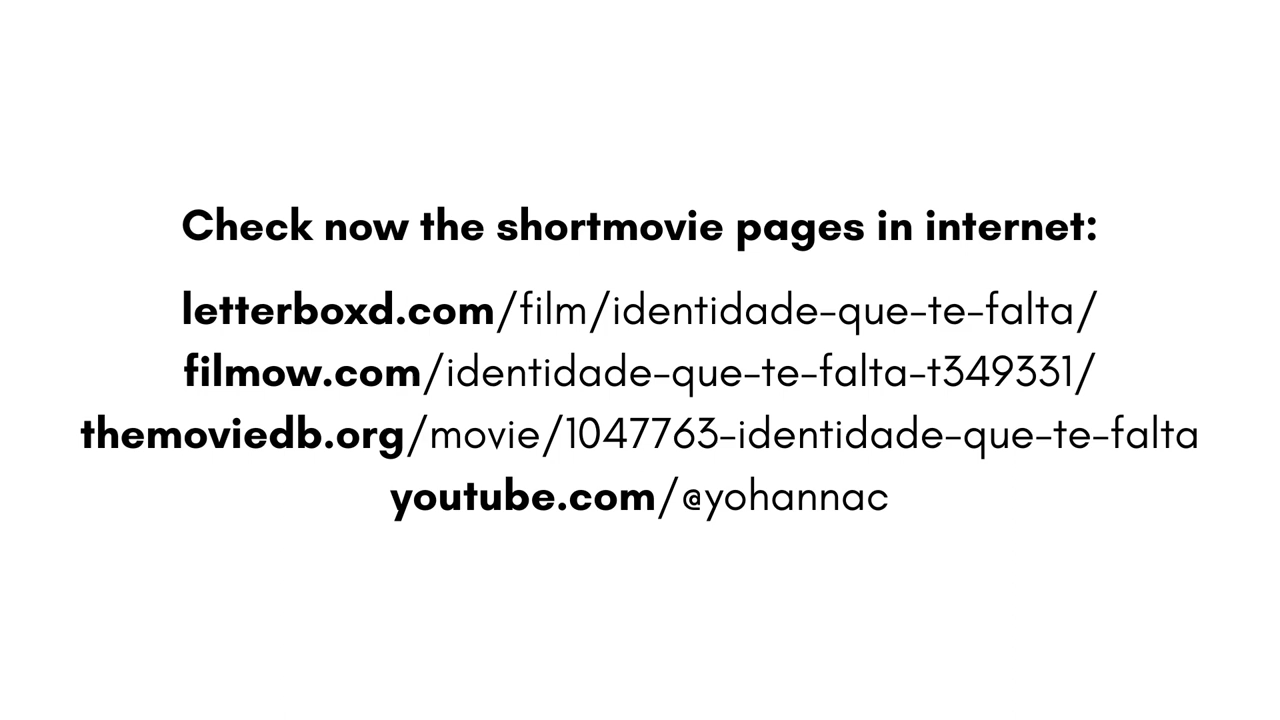 Check now the shortmovie pages in internet:
letterboxd.com/film/identidade-que-te-falta/
filmow.com/identidade-que-te-falta-t349331/
themoviedb.org/movie/1047763-identidade-que-te-falta
youtube.com/@yohannac